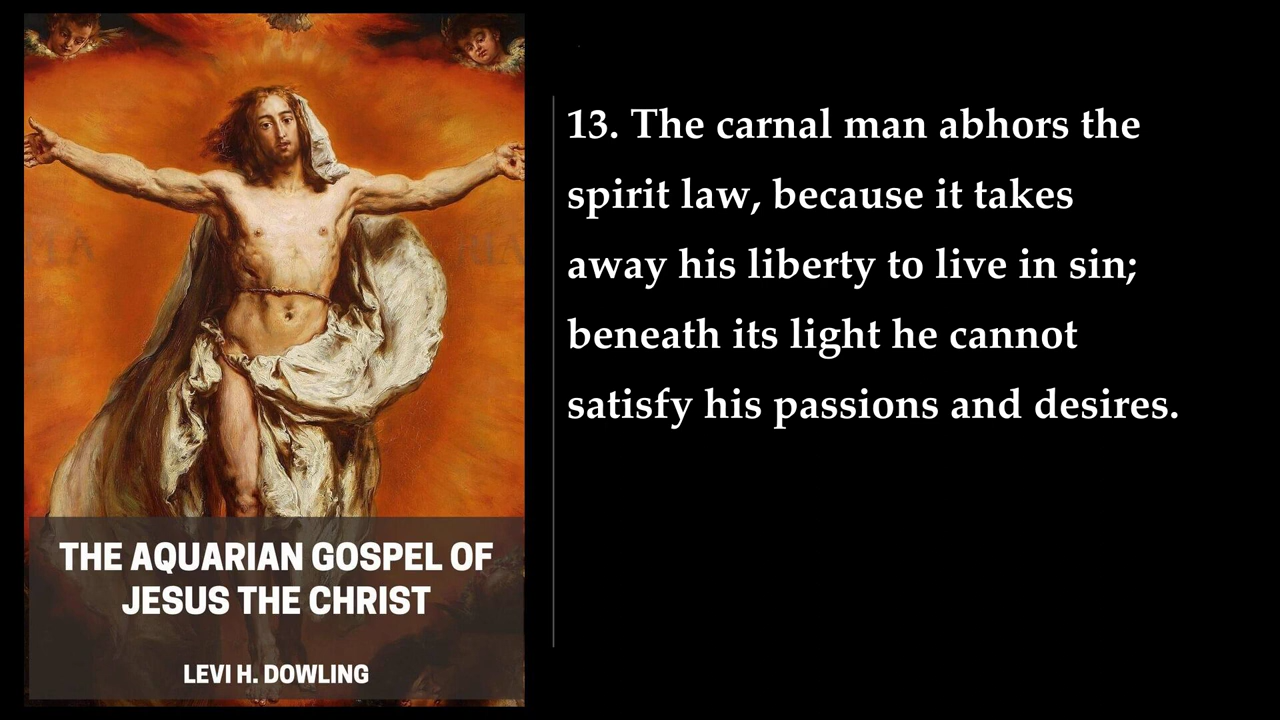 13. The carnal man abhors the
spirit law, because it takes
away his liberty to live in sin;
beneath its light he cannot
satisfy his passions and desires.
THE AQUARIAN GOSPEL OF
JESUS THE CHRIST
LEVI H. DOWLING